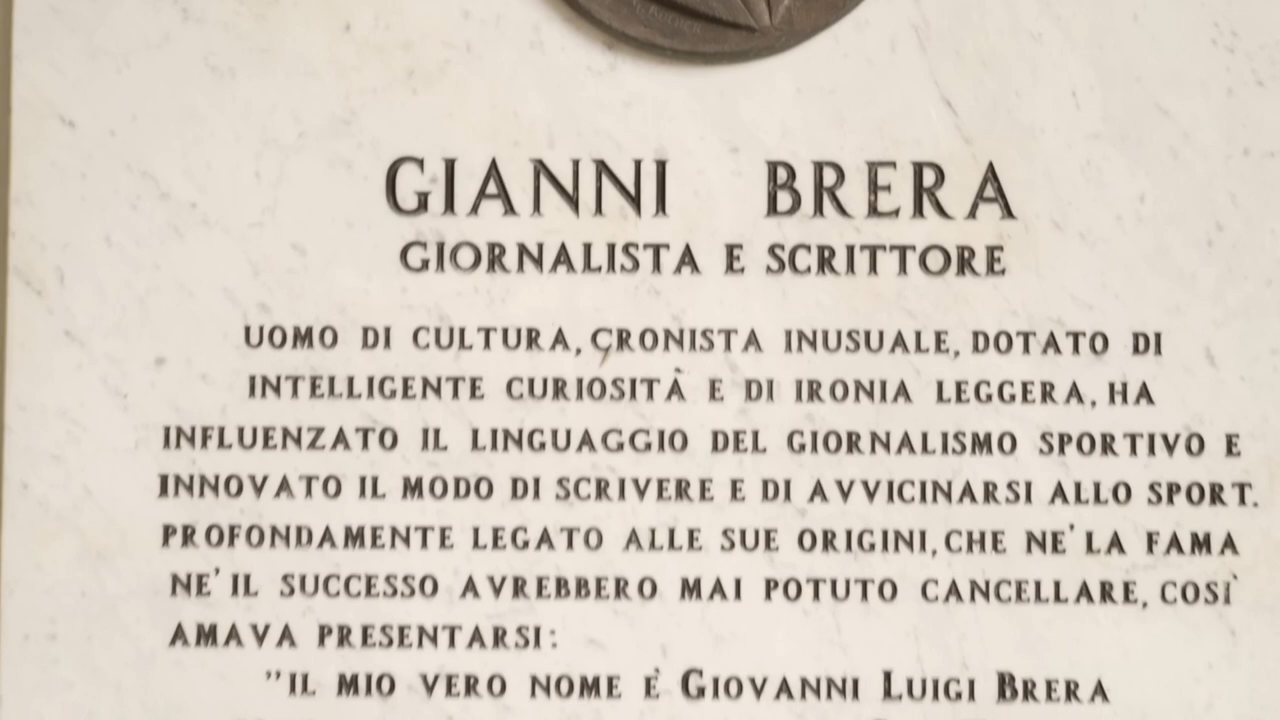 GIANNI BRERA
GIORNALISTA E SCRITTORE
UOMO DI CULTURA, CRONISTA INUSUALE, DOTATO DI
INTELLIGENTE CURIOSITÀ E DI IRONIA LEGGERA, HA
INFLUENZATO IL LINGUAGGIO DEL GIORNALISMO SPORTIVO E
INNOVATO IL MODO DI SCRIVERE E DI AVVICINARSI ALLO SPORT.
PROFONDAMENTE LEGATO ALLE SUE ORIGINI, CHE NE' LA FAMA
NE' IL SUCCESSO AVREBBERO MAI POTUTO CANCELLARE, COSÌ
AMAVA PRESENTARSI:
"IL MIO VERO NOME È GIOVANNI LUIGI BRERA